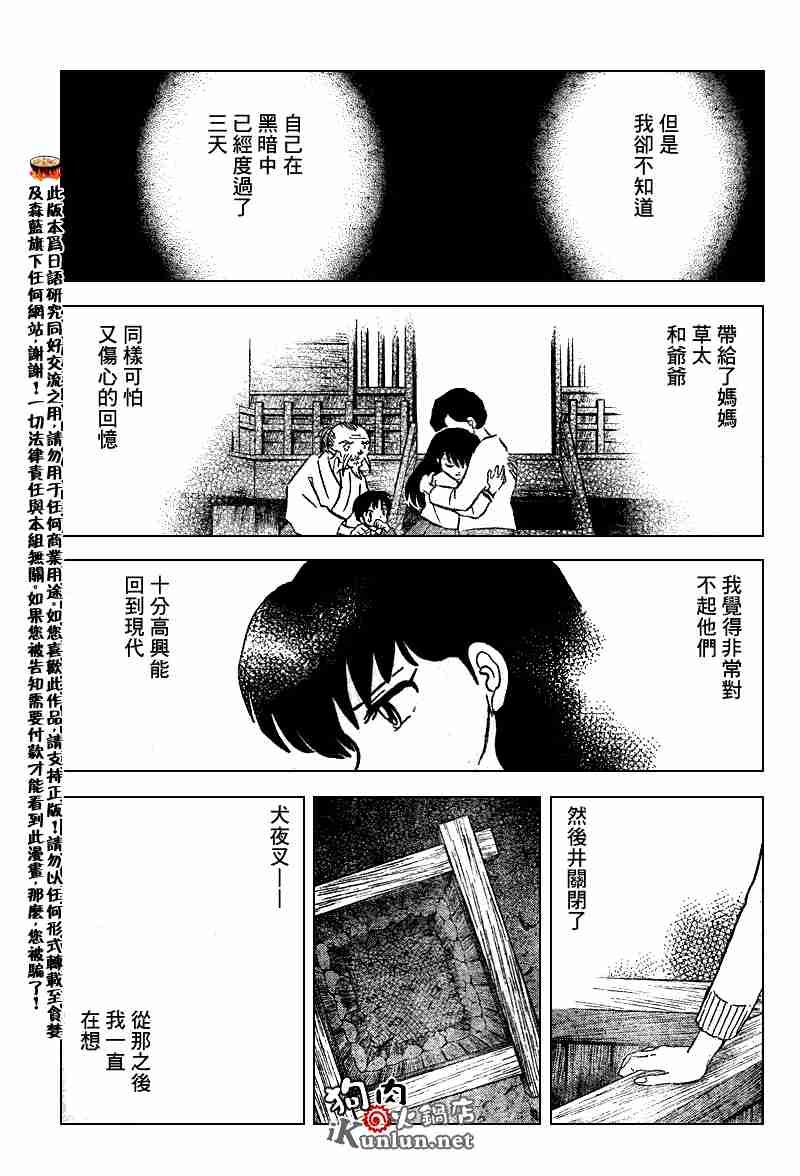 但是
我卻不知道
自己在
黑暗中
已經度過了
三天
帶給了媽媽
草太
和爺爺
同樣可怕
又傷心的回憶
我覺得非常對
不起他們
十分高興能
回到現代
然後井關閉了
犬夜叉——
從那之後
我一直
在想
此版本爲日語研究同好交流之用,請勿用于任何商業用途。如您喜歡此作品,請支持正版!請勿以任何形式轉載至貪婪
及森藍旗下任何網站,謝謝!一切法律責任與本組無關。如果您被告知需要付款才能看到此漫畫,那麼,您被騙了!
狗肉火鍋店
iKunlun.net